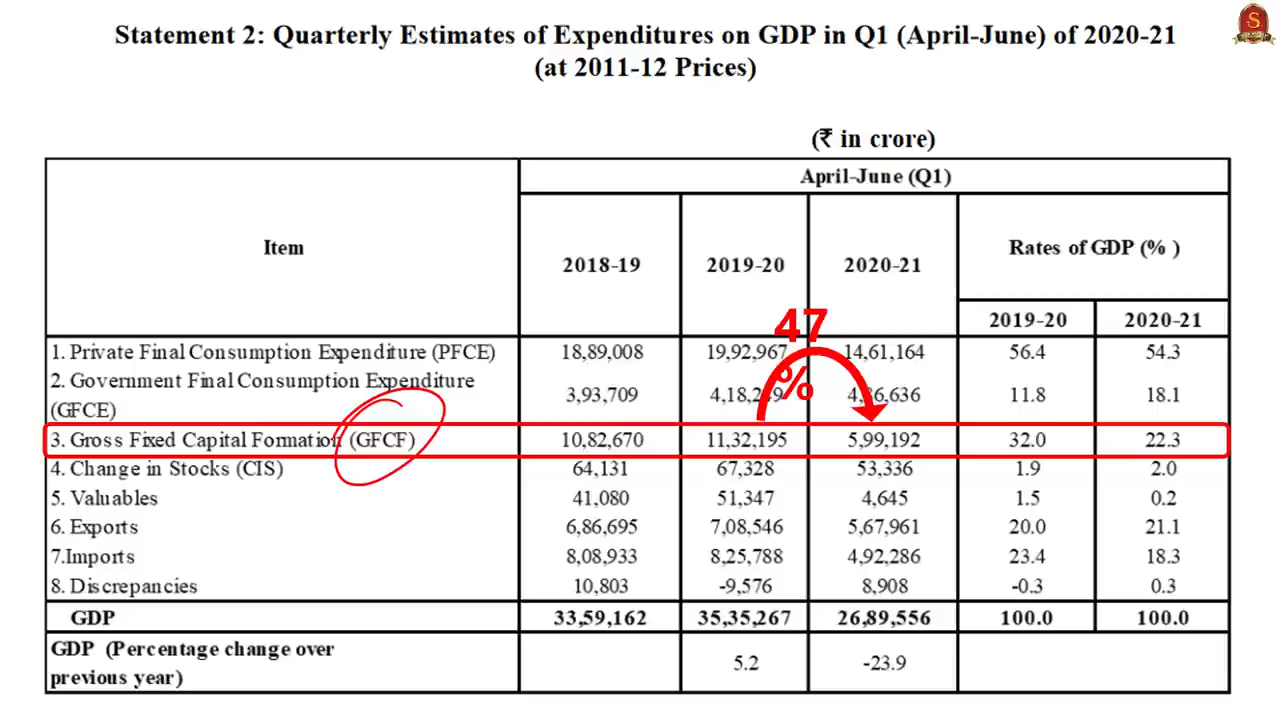 Statement 2: Quarterly Estimates of Expenditures on GDP in Q1 (April-June) of 2020-21
(at 2011-12 Prices)
(₹ in crore)
April-June (Q1)
Item
2018-19 2019-20 2020-21 Rates of GDP (% )
2019-20 2020-21
47
%
1. Private Final Consumption Expenditure (PFCE) 18,89,008 19,92,967 14,61,164 56.4 54.3
2. Government Final Consumption Expenditure
(GFCE) 3,93,709 11.8 18.1
3. Gross Fixed Capital Formation (GFCF) 10,82,670 11,32,195 5,99,192 32.0 22.3
4. Change in Stocks (CIS) 64,131 67,328 53,336 1.9 2.0
5. Valuables 41,080 51,347 4,645 1.5 0.2
6. Exports 6,86,695 7,08,546 5,67,961 20.0 21.1
7.Imports 8,08,933 8,25,788 4,92,286 23.4 18.3
8. Discrepancies 10,803 -9,576 8,908 -0.3 0.3
GDP 33,59,162 35,35,267 26,89,556 100.0 100.0
GDP (Percentage change over
previous year) 5.2 -23.9